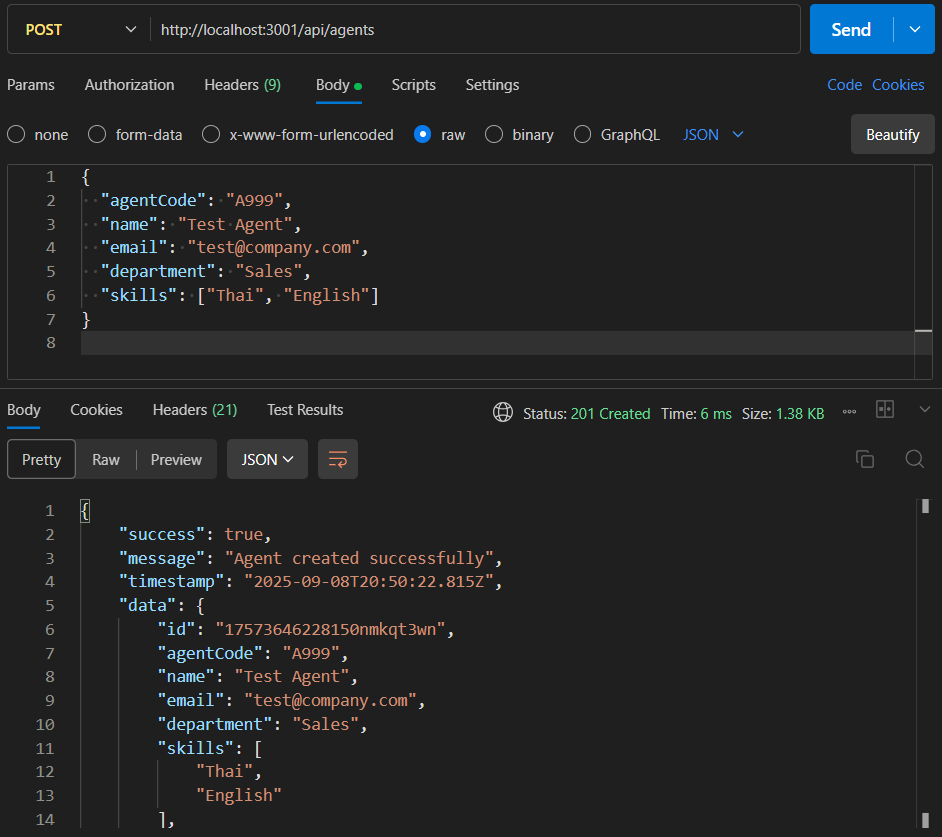 POST http://localhost:3001/api/agents Send
Params Authorization Headers (9) Body Scripts Settings Code Cookies
none form-data x-www-form-urlencoded raw binary GraphQL JSON Beautify
1 {
2 "agentCode": "A999",
3 "name": "Test Agent",
4 "email": "test@company.com",
5 "department": "Sales",
6 "skills": ["Thai", "English"]
7 }
8
Body Cookies Headers (21) Test Results Status: 201 Created Time: 6 ms Size: 1.38 KB
Pretty Raw Preview JSON
1 {
2 "success": true,
3 "message": "Agent created successfully",
4 "timestamp": "2025-09-08T20:50:22.815Z",
5 "data": {
6 "id": "17573646228150nmkqt3wn",
7 "agentCode": "A999",
8 "name": "Test Agent",
9 "email": "test@company.com",
10 "department": "Sales",
11 "skills": [
12 "Thai",
13 "English"
14 ],